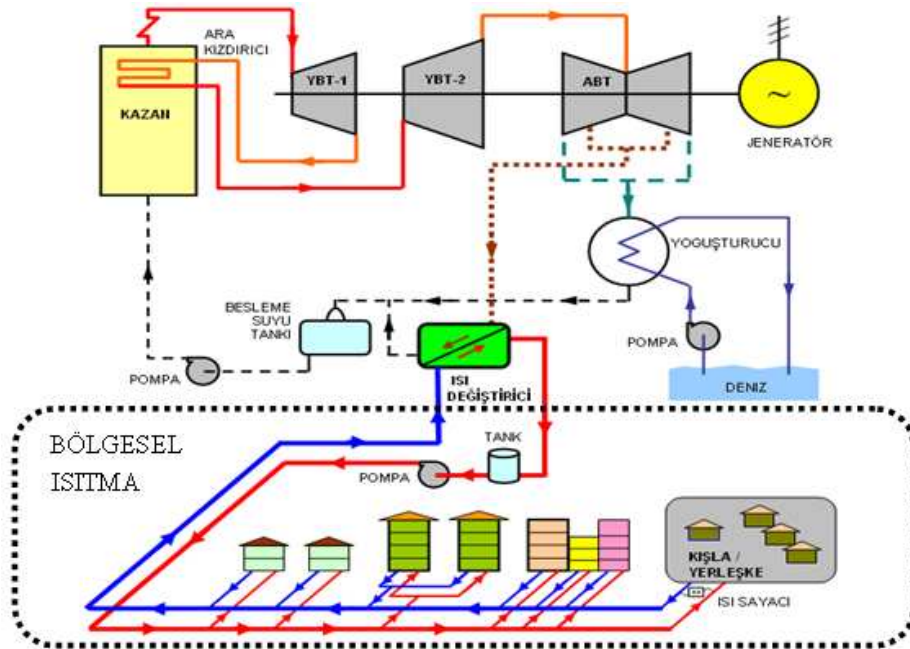 ARA
KIZDIRICI
KAZAN
YBT-1
YBT-2
ABT
~
JENERATÖR
YOGUŞTURUCU
BESLEME
SUYU
TANKI
POMPA
ISI
DEĞİŞTİRİCİ
POMPA
DENIZ
BÖLGESEL
ISITMA
TANK
POMPA
KIŞLA /
YERLEŞKE
ISI SAYACI